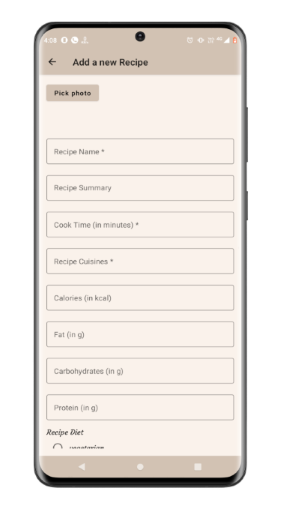 4:58
Add a new Recipe
Pick photo
Recipe Name *
Recipe Summary
Cook Time (in minutes) *
Recipe Cuisines *
Calories (in kcal)
Fat (in g)
Carbohydrates (in g)
Protein (in g)
Recipe Diet
vegetarian